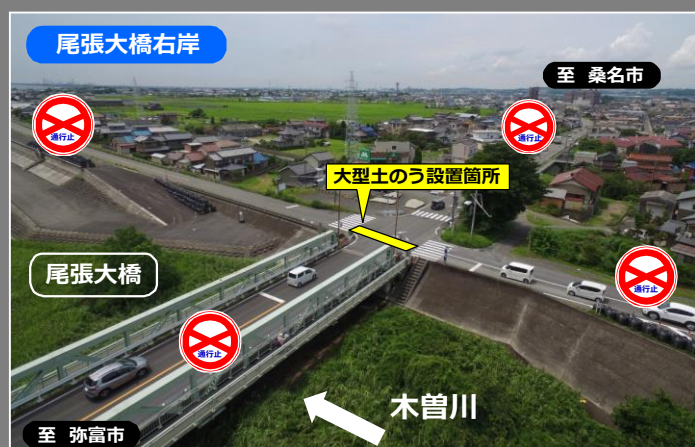 尾張大橋右岸
至 桑名市
通行止
通行止
大型土のう設置箇所
尾張大橋
通行止
通行止
木曽川
至 弥富市